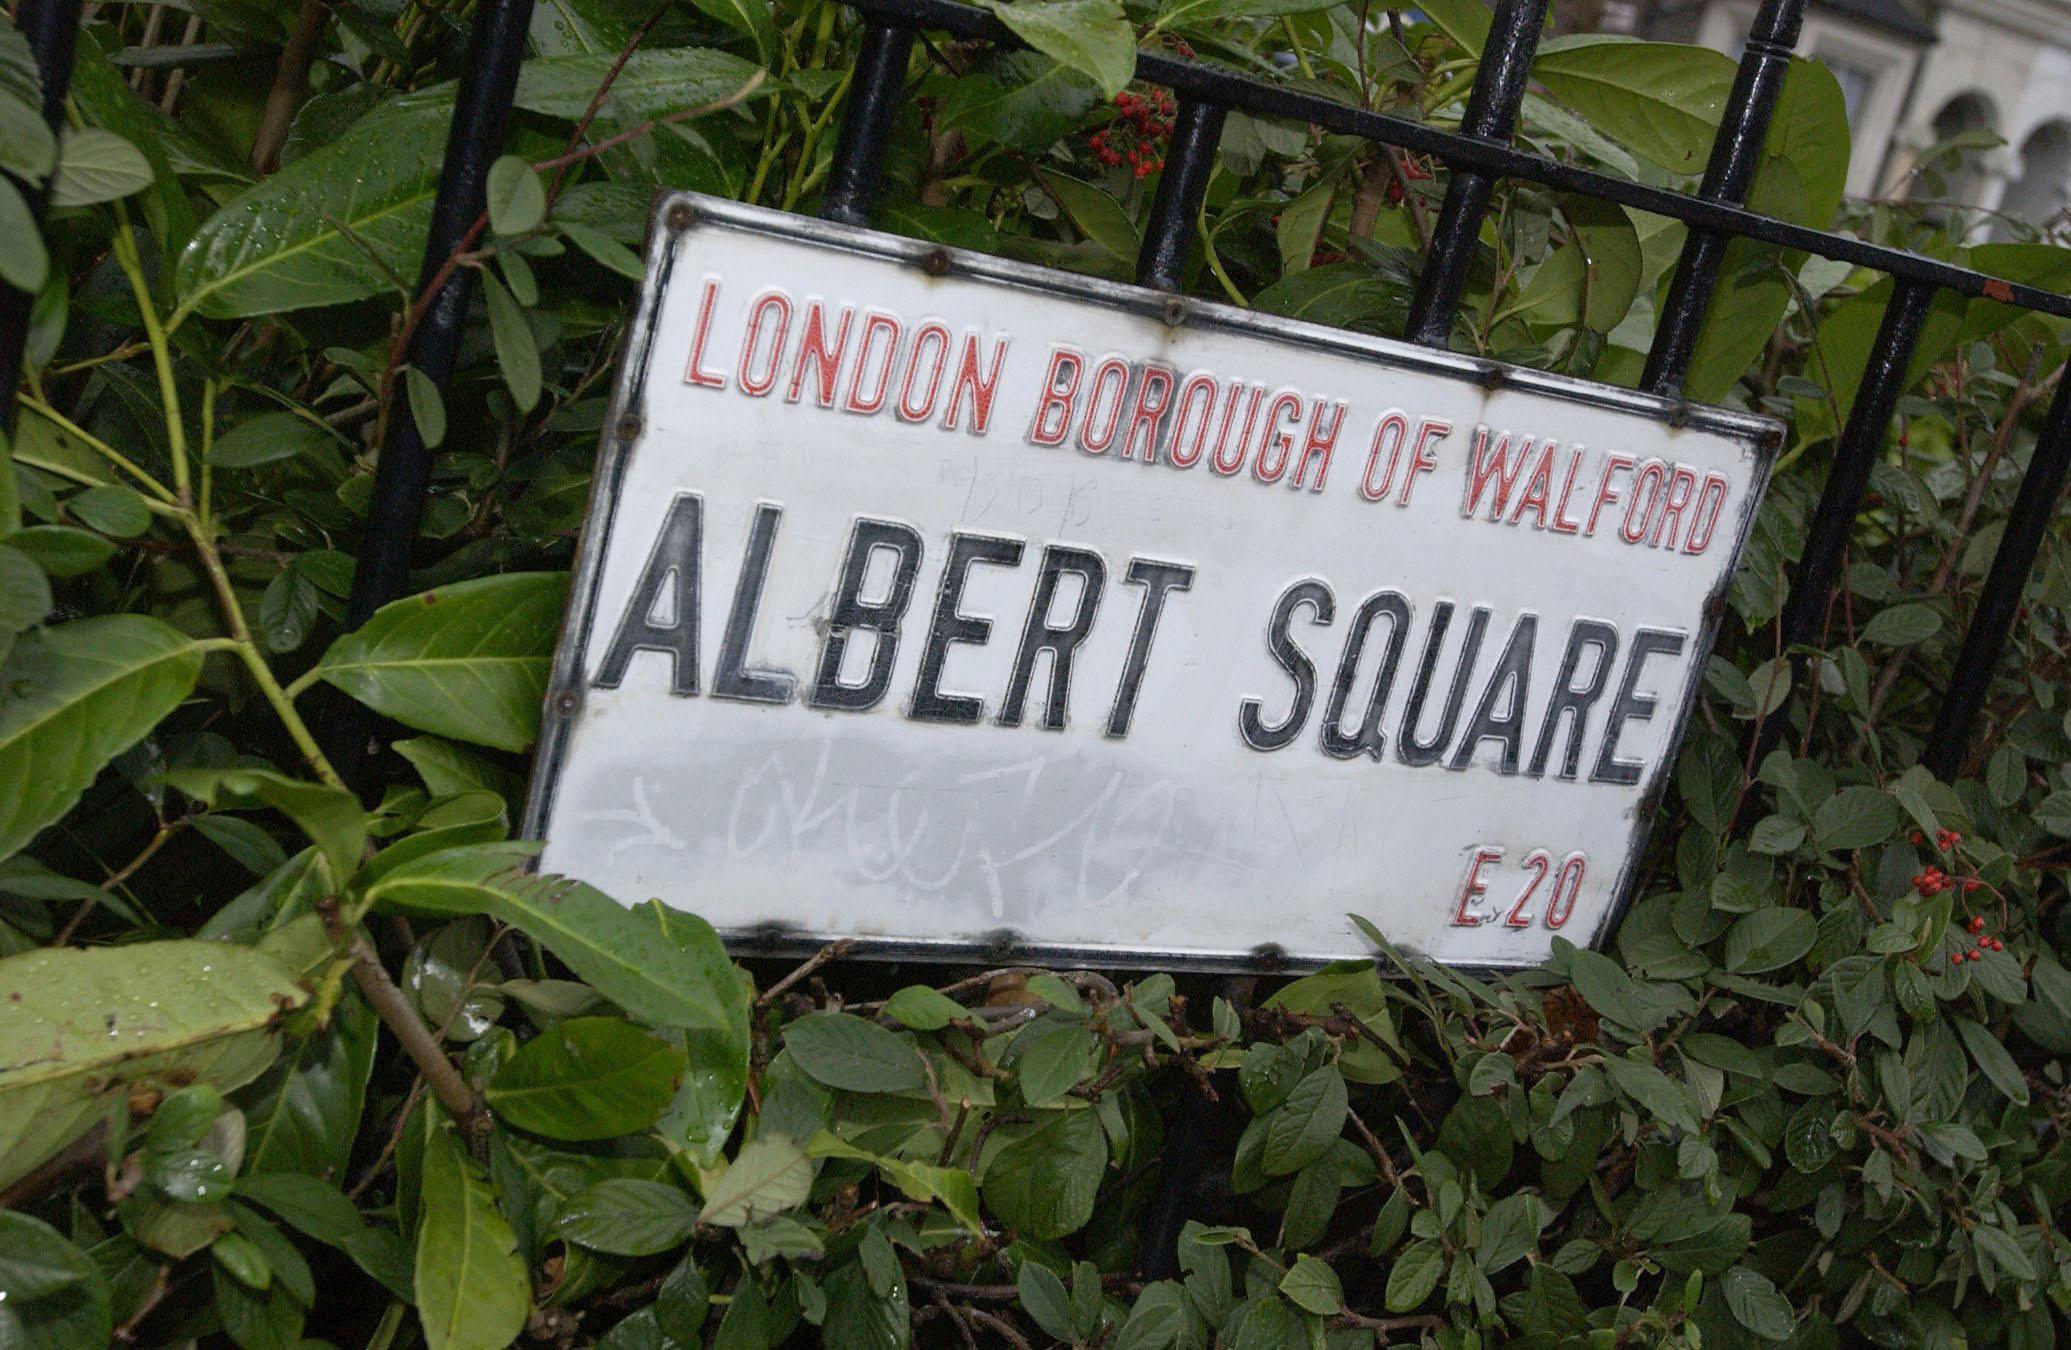 LONDON BOROUGH OF WALFORD
ALBERT SQUARE
E 20